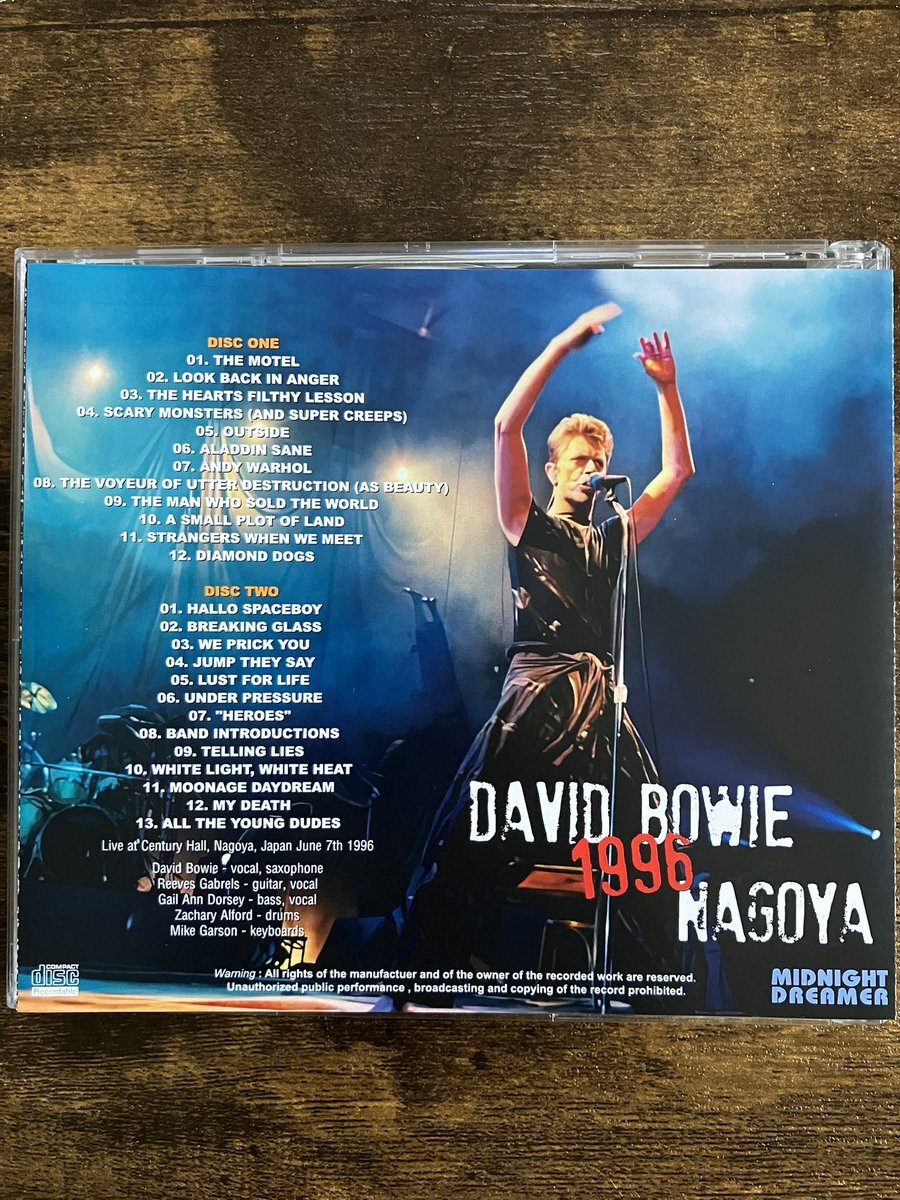 DISC ONE
01. THE MOTEL
02. LOOK BACK IN ANGER
03. THE HEARTS FILTHY LESSON
04. SCARY MONSTERS (AND SUPER CREEPS)
05. OUTSIDE
06. ALADDIN SANE
07. ANDY WARHOL
08. THE VOYEUR OF UTTER DESTRUCTION (AS BEAUTY)
09. THE MAN WHO SOLD THE WORLD
10. A SMALL PLOT OF LAND
11. STRANGERS WHEN WE MEET
12. DIAMOND DOGS
DISC TWO
01. HALLO SPACEBOY
02. BREAKING GLASS
03. WE PRICK YOU
04. JUMP THEY SAY
05. LUST FOR LIFE
06. UNDER PRESSURE
07. "HEROES"
08. BAND INTRODUCTIONS
09. TELLING LIES
10. WHITE LIGHT, WHITE HEAT
11. MOONAGE DAYDREAM
12. MY DEATH
13. ALL THE YOUNG DUDES
Live at Century Hall, Nagoya, Japan June 7th 1996
David Bowie - vocal, saxophone
Reeves Gabrels - guitar, vocal
Gail Ann Dorsey - bass, vocal
Zachary Alford - drums
Mike Garson - keyboards
DAVID BOWIE
1996
NAGOYA
COMPACT
disc
Recordable
Warning : All rights of the manufactuer and of the owner of the recorded work are reserved.
Unauthorized public performance , broadcasting and copying of the record prohibited.
MIDNIGHT
DREAMER